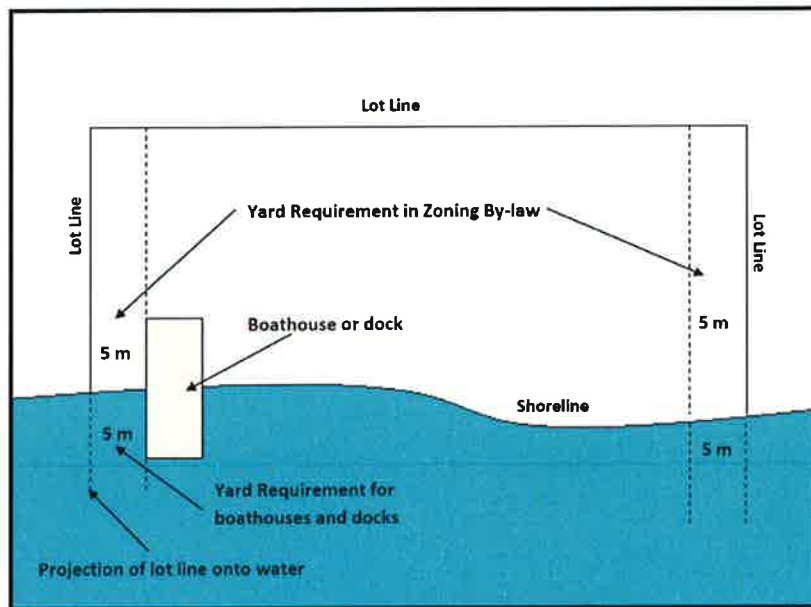 Lot Line
Lot Line
Yard Requirement in Zoning By-law
Lot Line
Boathouse or dock
5 m
5 m
Shoreline
5 m
5 m
Yard Requirement for
boathouses and docks
Projection of lot line onto water